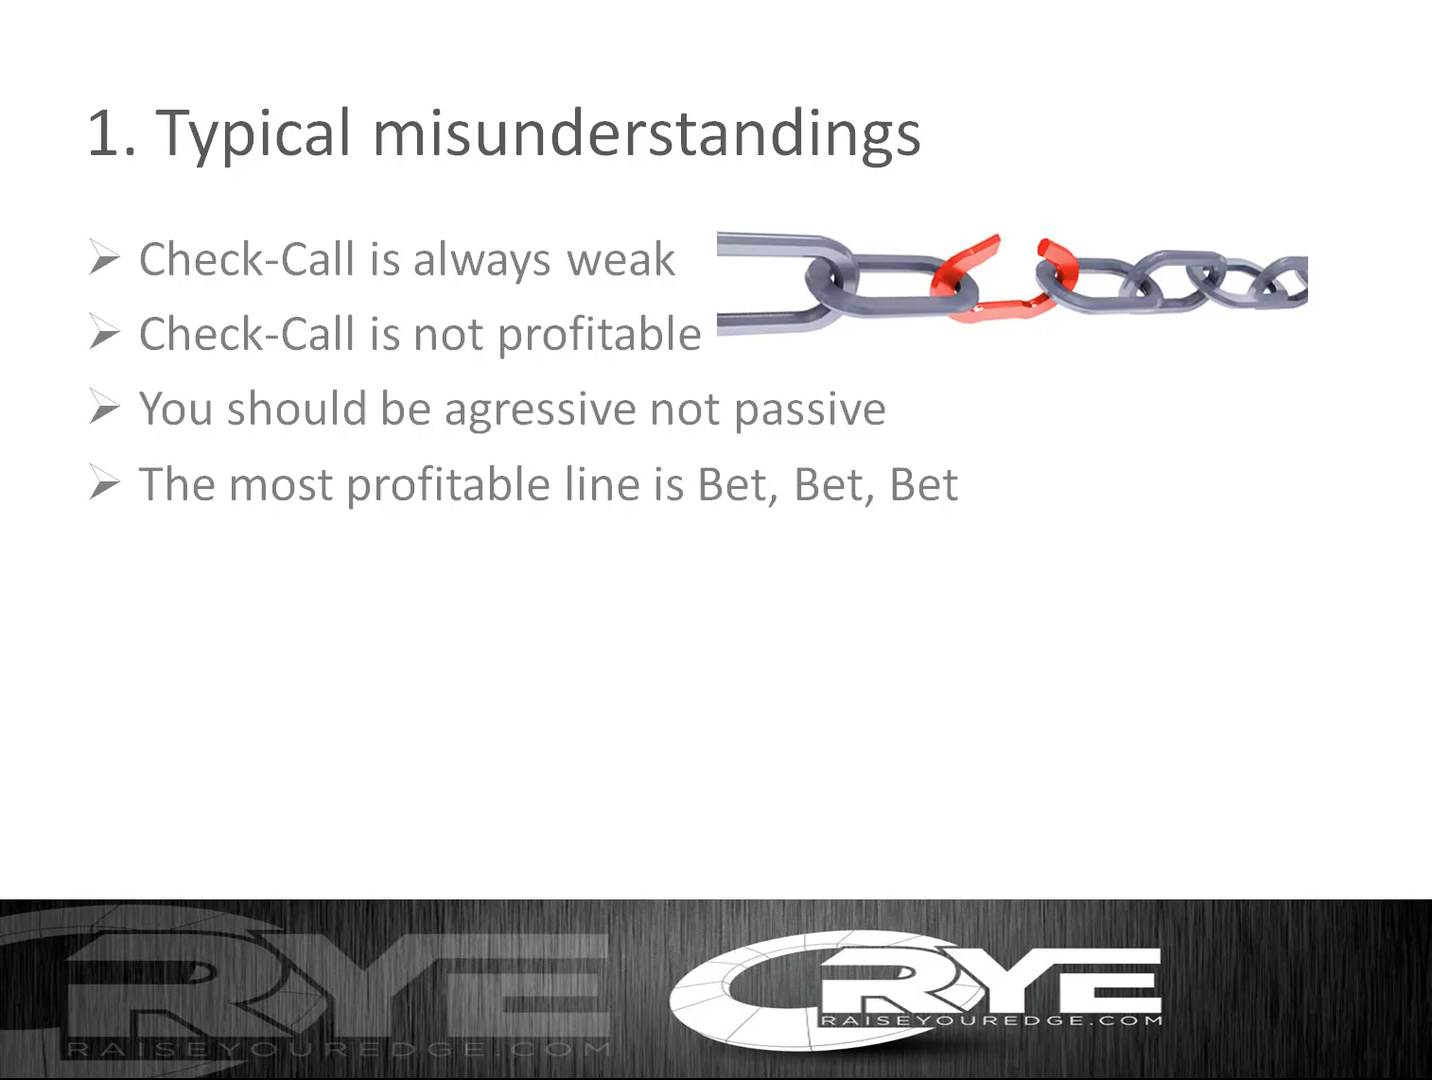 1. Typical misunderstandings
Check-Call is always weak
Check-Call is not profitable
You should be agressive not passive
The most profitable line is Bet, Bet, Bet
RYE
RAISEYOUREDGE.COM
RYE
RAISEYOUREDGE.COM